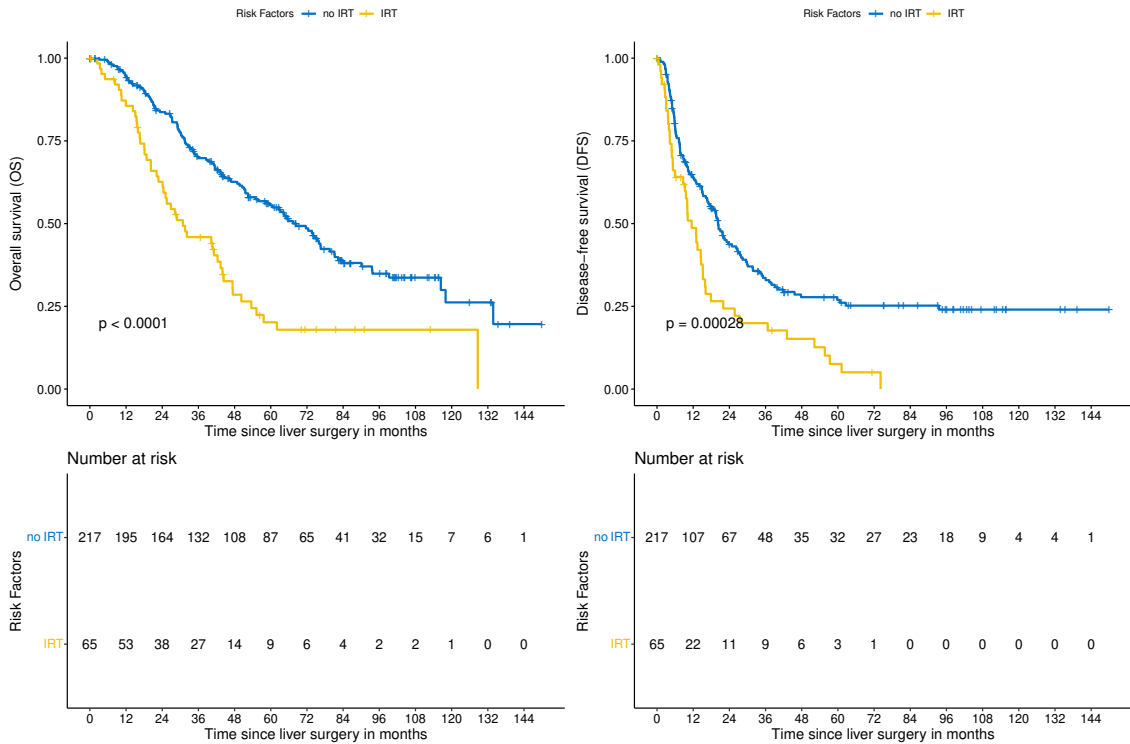 Risk Factors no IRT IRT
Overall survival (OS)
1.00
0.75
0.50
0.25
0.00
p < 0.0001
0 12 24 36 48 60 72 84 96 108 120 132 144
Time since liver surgery in months
Number at risk
Risk Factors
no IRT 217 195 164 132 108 87 65 41 32 15 7 6 1
IRT 65 53 38 27 14 9 6 4 2 2 1 0 0
0 12 24 36 48 60 72 84 96 108 120 132 144
Time since liver surgery in months
Risk Factors no IRT IRT
Disease−free survival (DFS)
1.00
0.75
0.50
0.25
0.00
p = 0.00028
0 12 24 36 48 60 72 84 96 108 120 132 144
Time since liver surgery in months
Number at risk
Risk Factors
no IRT 217 107 67 48 35 32 27 23 18 9 4 4 1
IRT 65 22 11 9 6 3 1 0 0 0 0 0 0
0 12 24 36 48 60 72 84 96 108 120 132 144
Time since liver surgery in months